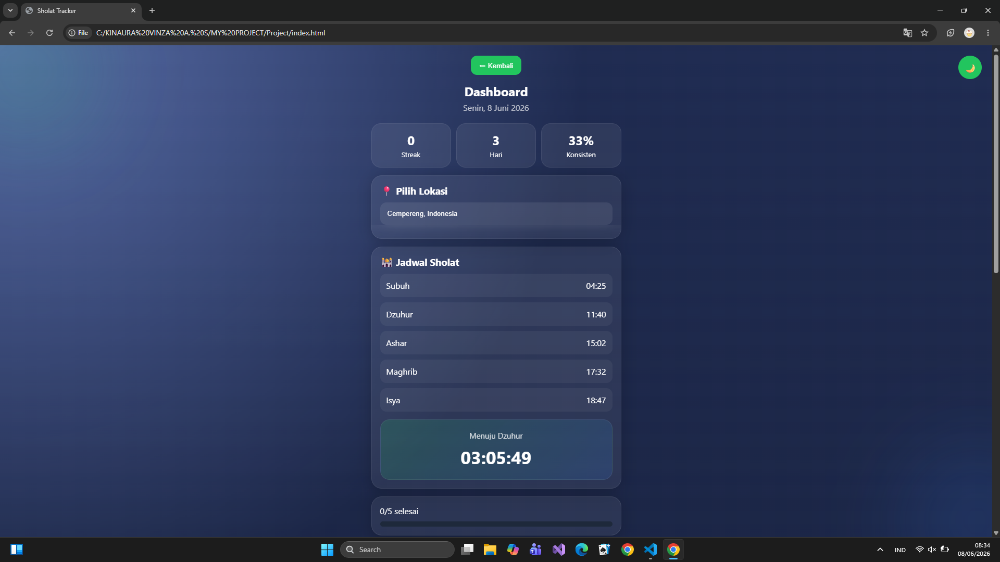 Sholat Tracker
File
C:/KINAURA%20VINZA%20A.%20S/MY%20PROJECT/Project/index.html
← Kembali
Dashboard
Senin, 8 Juni 2026
0
Streak
3
Hari
33%
Konsisten
📍 Pilih Lokasi
Cempereng, Indonesia
🕌 Jadwal Sholat
Subuh 04:25
Dzuhur 11:40
Ashar 15:02
Maghrib 17:32
Isya 18:47
Menuju Dzuhur
03:05:49
0/5 selesai
Search
IND
08:34
08/06/2026